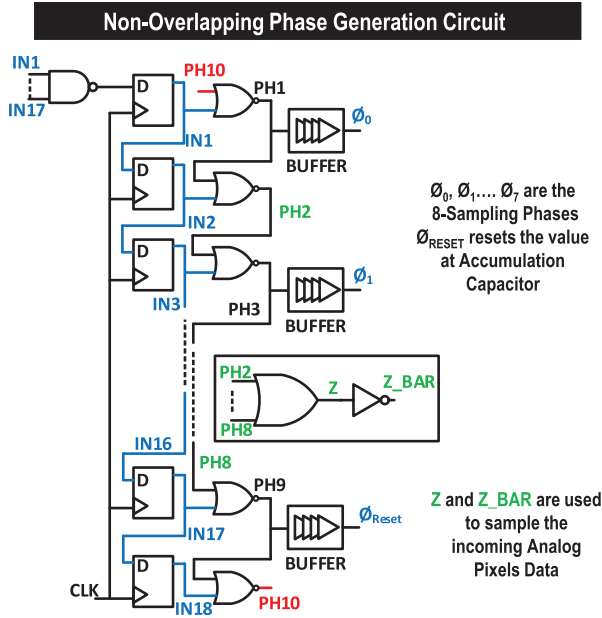 Non-Overlapping Phase Generation Circuit
IN1
IN17
D
PH10
PH1
Ø0
BUFFER
IN1
D
IN2
PH2
Ø0, Ø1.... Ø7 are the
8-Sampling Phases
ØRESET resets the value
at Accumulation
Capacitor
D
IN3
PH3
Ø1
BUFFER
PH2
PH8
Z
Z_BAR
IN16
PH8
D
PH9
IN17
ØReset
BUFFER
Z and Z_BAR are used
to sample the
incoming Analog
Pixels Data
D
CLK
IN18
PH10